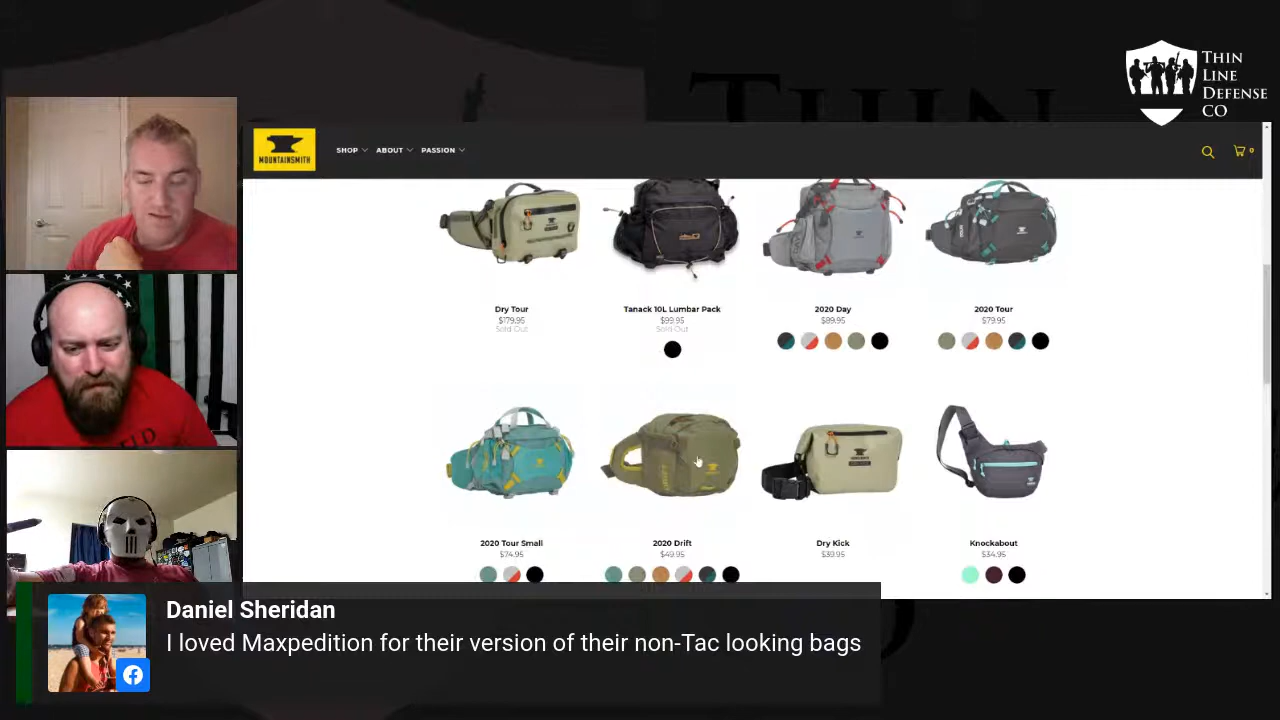 THIN
LINE
DEFENSE
CO
THIN
MOUNTAINSMITH
SHOP ABOUT PASSION
0
Dry Tour
$179.95
Sold Out
Tanack 10L Lumbar Pack
$99.95
Sold Out
2020 Day
$89.95
2020 Tour
$79.95
2020 Tour Small
$74.95
2020 Drift
$49.95
Dry Kick
$39.95
Knockabout
$34.95
Daniel Sheridan
I loved Maxpedition for their version of their non-Tac looking bags